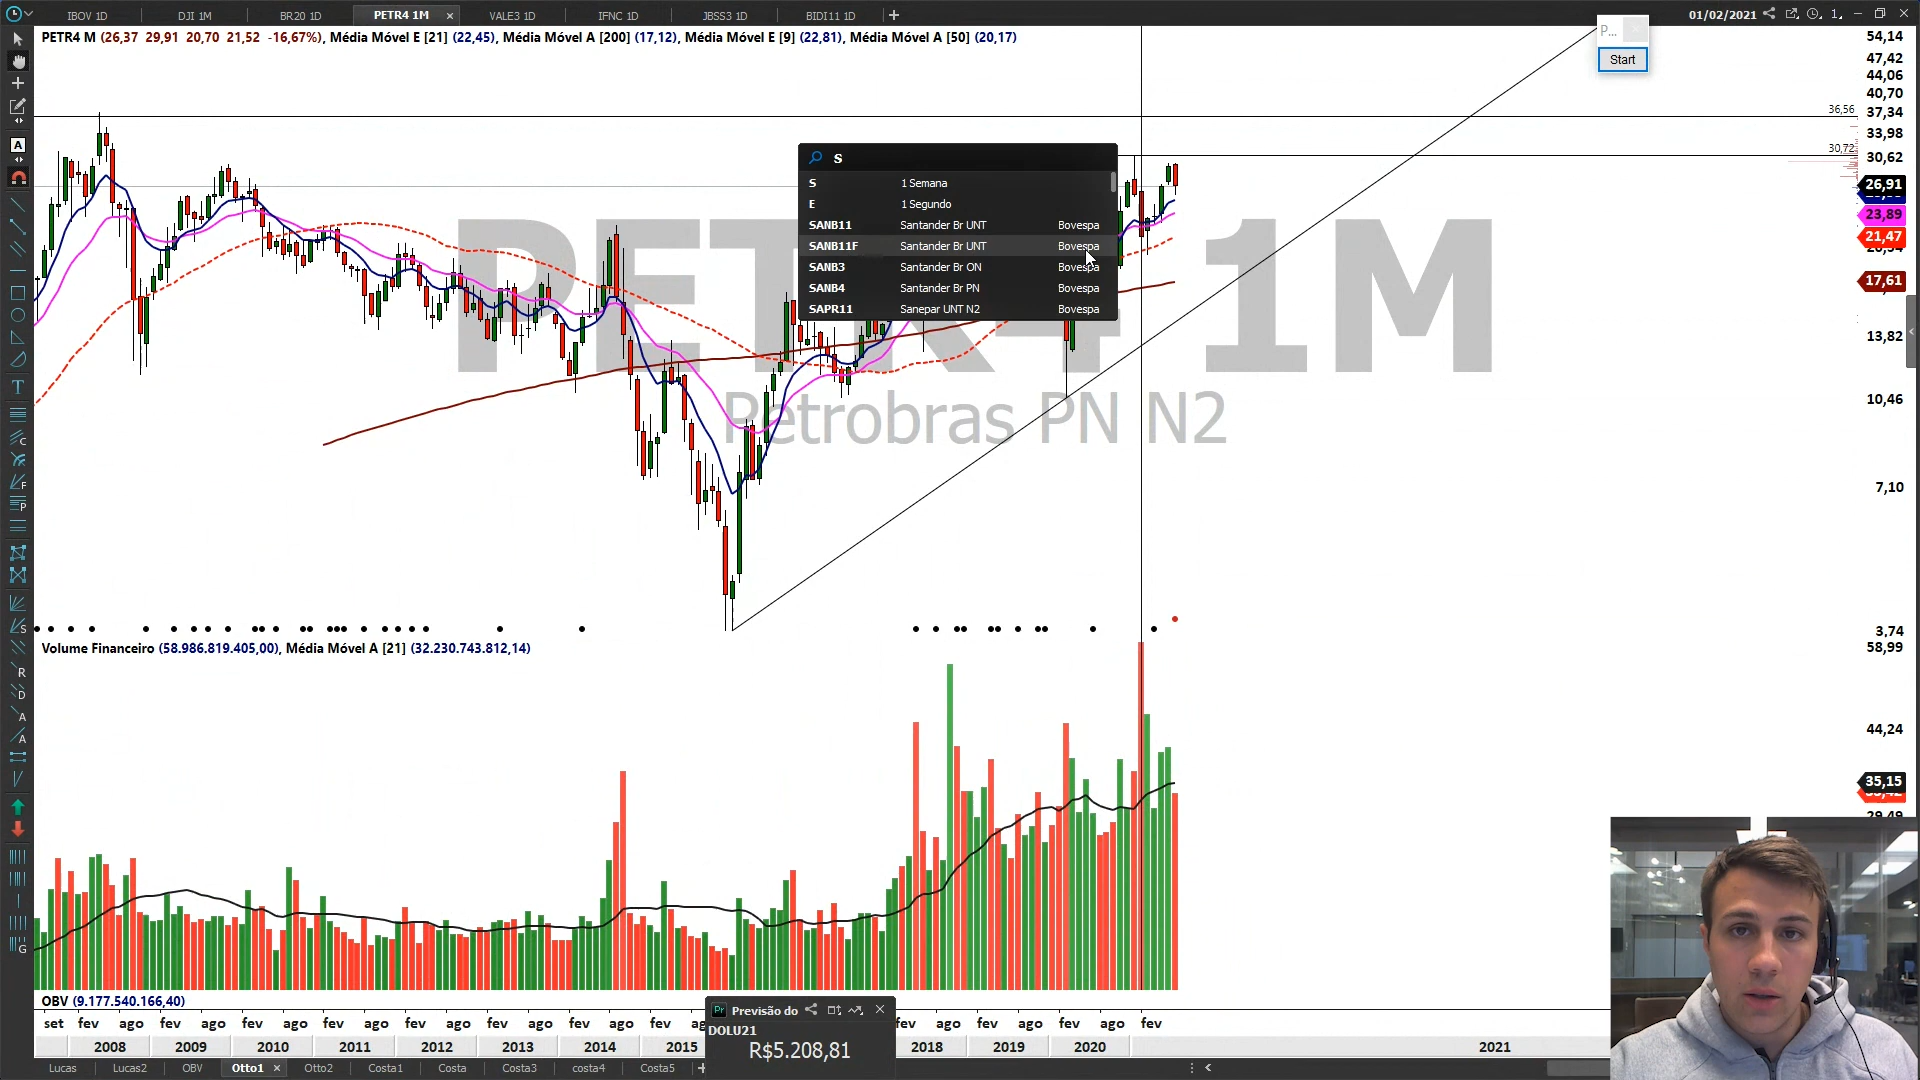 IBOV 1D DJI 1M BR20 1D PETR4 1M × VALE3 1D IFNC 1D JBSS3 1D BIDI11 1D + 01/02/2021 1
PETR4 M (26,37 29,91 20,70 21,52 -16,67%), Média Móvel E [21] (22,45), Média Móvel A [200] (17,12), Média Móvel E [9] (22,81), Média Móvel A [50] (20,17)
P...
Start
54,14
47,42
44,06
40,70
36,56
37,34
33,98
30,72
30,62
26,91
23,89
21,47
17,61
13,82
10,46
7,10
3,74
S
S 1 Semana
E 1 Segundo
SANB11 Santander Br UNT Bovespa
SANB11F Santander Br UNT Bovespa
SANB3 Santander Br ON Bovespa
SANB4 Santander Br PN Bovespa
SAPR11 Sanepar UNT N2 Bovespa
PETR4 1M
Petrobras PN N2
Volume Financeiro (58.986.819.405,00), Média Móvel A [21] (32.230.743.812,14)
58,99
44,24
35,15
OBV (9.177.540.166,40)
Previsão do
DOLU21
R$5.208,81
set fev ago fev ago fev ago fev ago fev ago fev ago fev ago fev ago fev ago fev ago fev ago fev
2008 2009 2010 2011 2012 2013 2014 2015 2018 2019 2020 2021
Lucas Lucas2 OBV Otto1 × Otto2 Costa1 Costa Costa3 costa4 Costa5 +